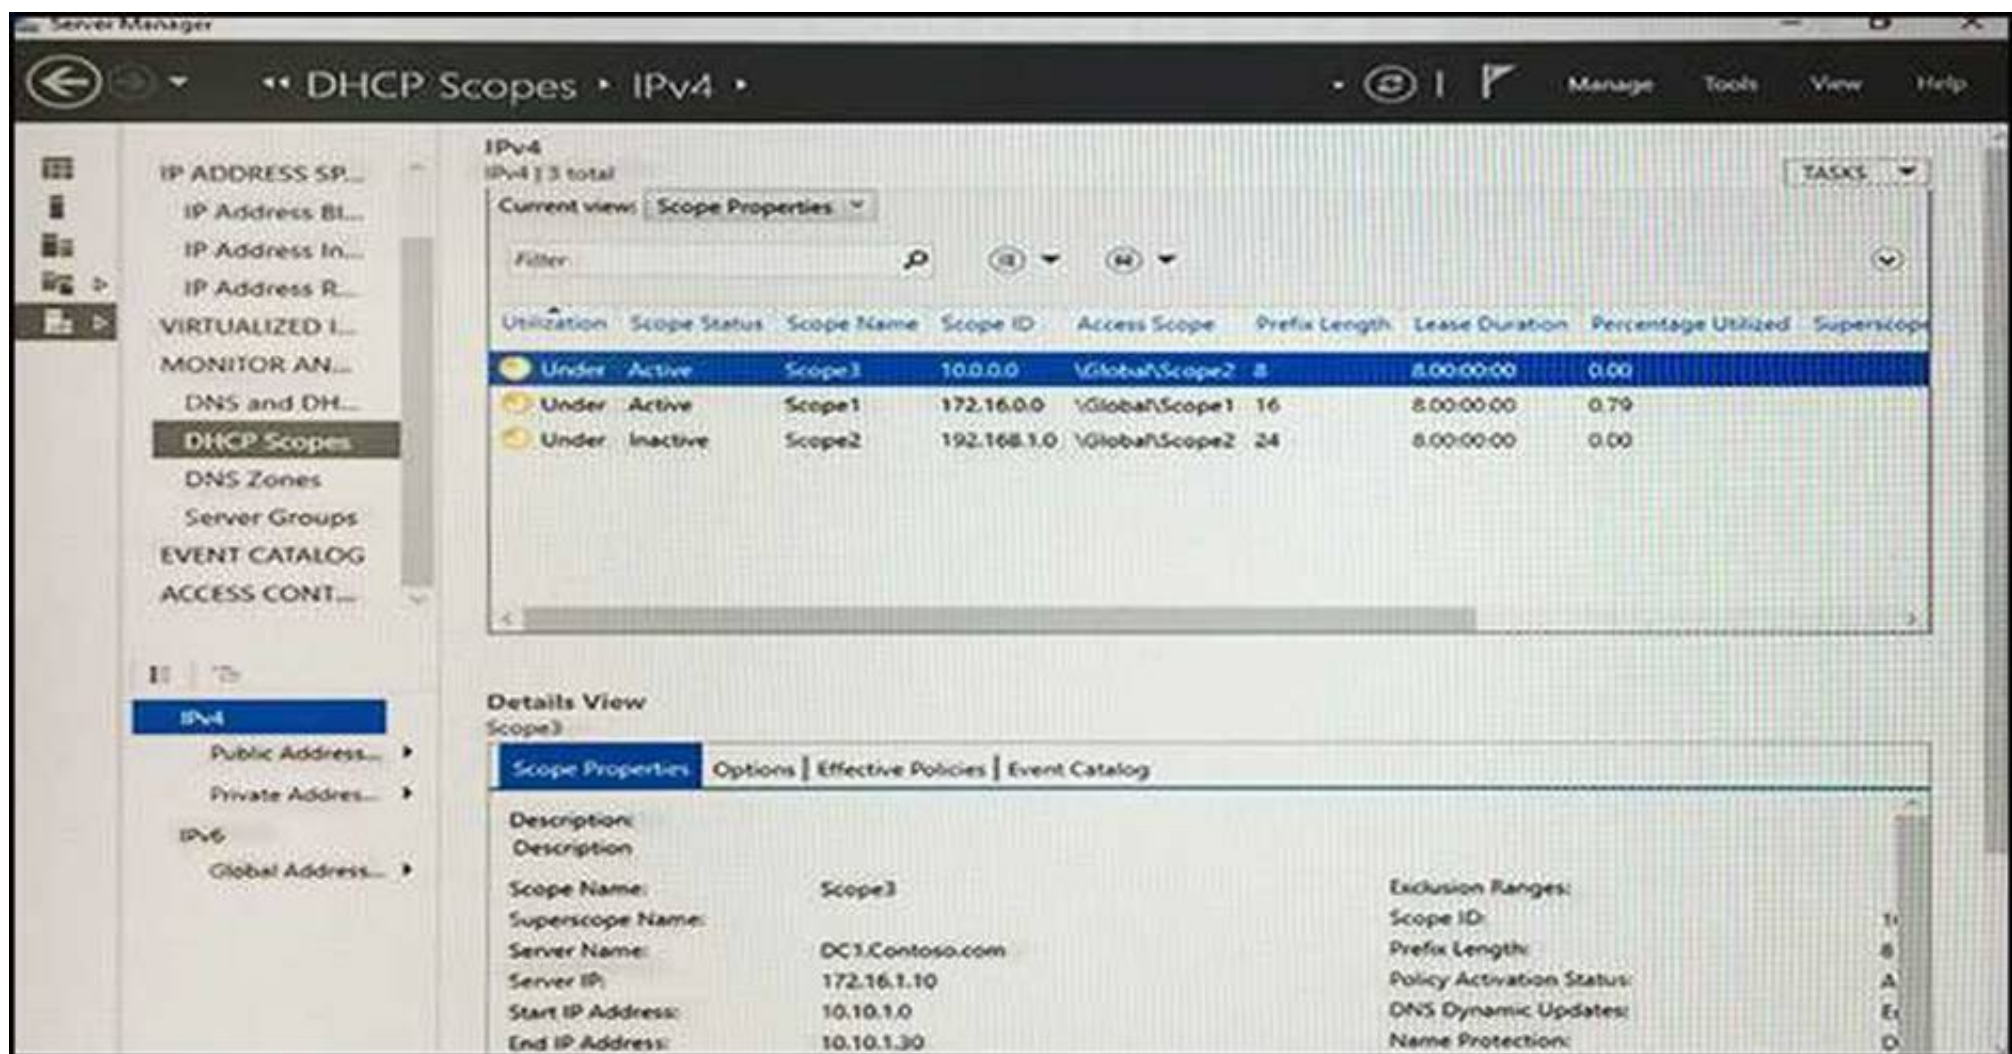 Server Manager
DHCP Scopes IPv4
Manage Tools View Help
IP ADDRESS SP...
IP Address Bl...
IP Address In...
IP Address R...
VIRTUALIZED I...
MONITOR AN...
DNS and DH...
DHCP Scopes
DNS Zones
Server Groups
EVENT CATALOG
ACCESS CONT...
IPv4
Public Address...
Private Addres...
IPv6
Global Address...
IPv4
IPv4 | 3 total
TASKS
Current view: Scope Properties
Filter
Utilization Scope Status Scope Name Scope ID Access Scope Prefix Length Lease Duration Percentage Utilized Superscope
Under Active Scope3 10.0.0.0 \Global\Scope2 8 8.00:00:00 0.00
Under Active Scope1 172.16.0.0 \Global\Scope1 16 8.00:00:00 0.79
Under Inactive Scope2 192.168.1.0 \Global\Scope2 24 8.00:00:00 0.00
Details View
Scope3
Scope Properties Options Effective Policies Event Catalog
Description:
Description
Scope Name: Scope3
Superscope Name:
Server Name: DC1.Contoso.com
Server IP: 172.16.1.10
Start IP Address: 10.10.1.0
End IP Address: 10.10.1.30
Exclusion Ranges:
Scope ID: 1
Prefix Length: 8
Policy Activation Status: A
DNS Dynamic Updates: E
Name Protection: D